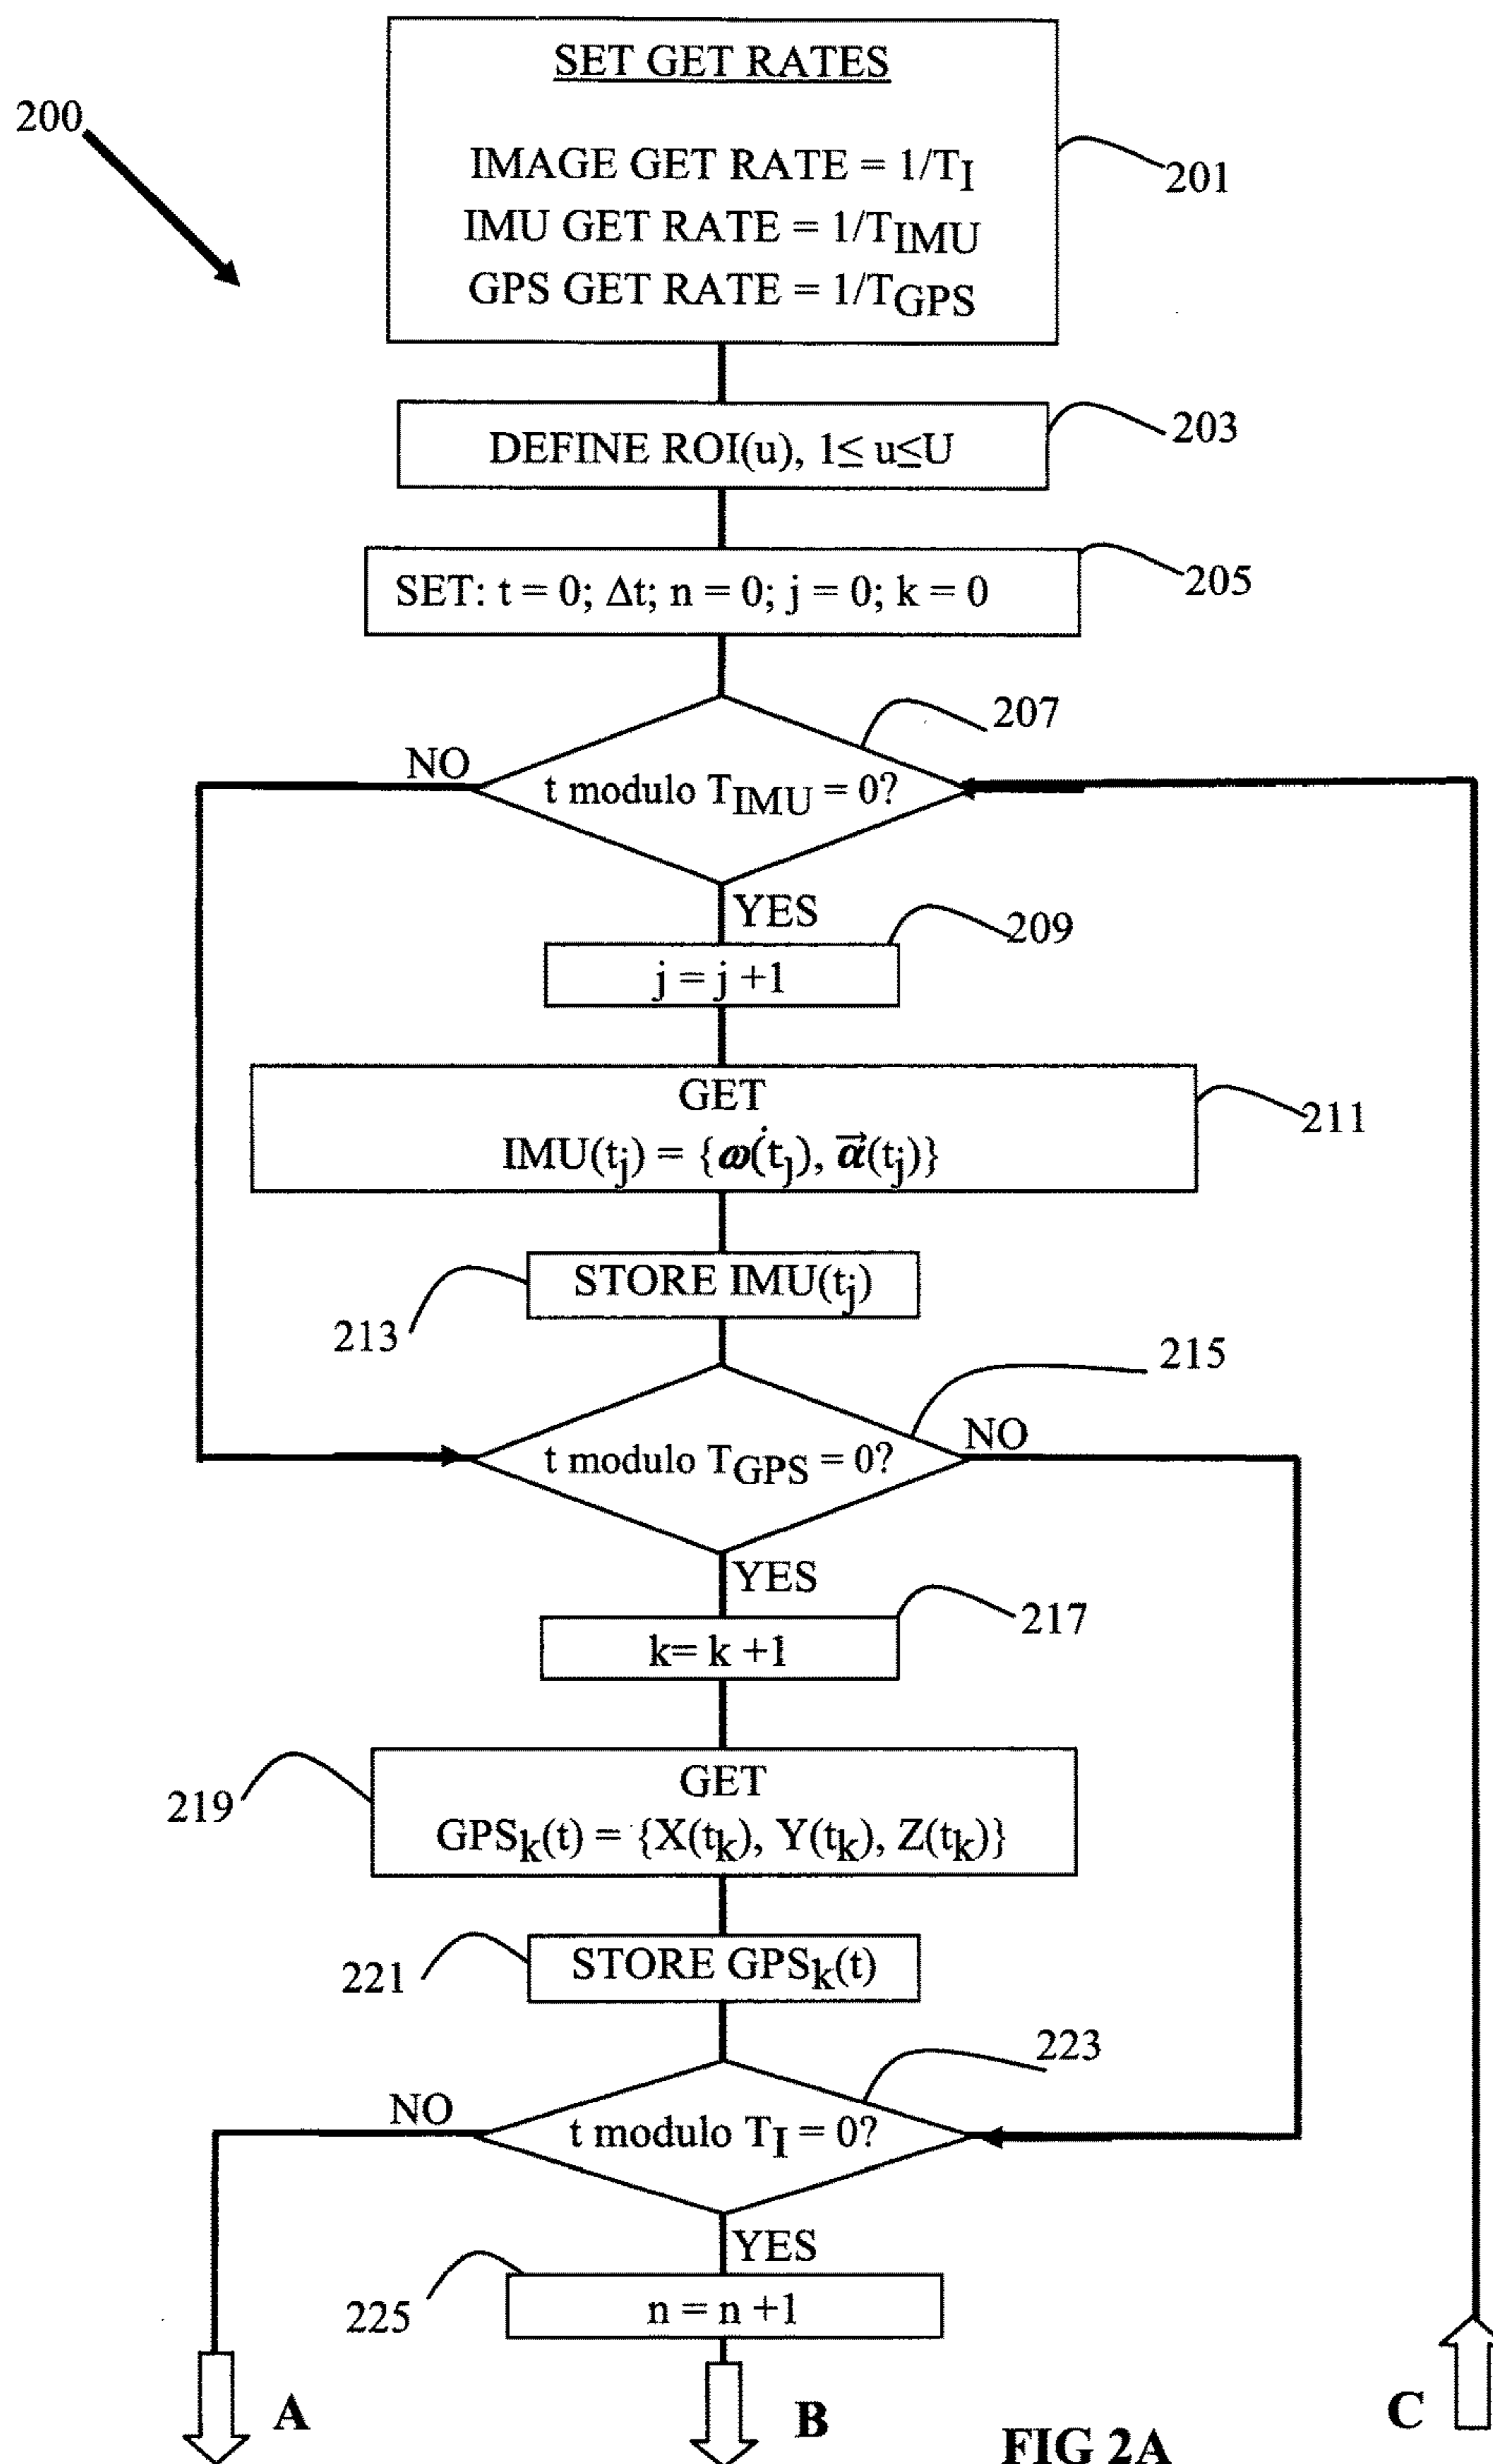 SET GET RATES
200
IMAGE GET RATE = 1/T_I
201
IMU GET RATE = 1/T_IMU
GPS GET RATE = 1/T_GPS
DEFINE ROI(u), 1≤ u≤U
203
SET: t = 0; Δt; n = 0; j = 0; k = 0
205
207
NO
t modulo T_IMU = 0?
YES
209
j = j +1
GET
211
IMU(t_j) = {ω̇(t_j), α⃗(t_j)}
STORE IMU(t_j)
213
215
NO
t modulo T_GPS = 0?
YES
217
k= k +1
GET
219
GPS_k(t) = {X(t_k), Y(t_k), Z(t_k)}
STORE GPS_k(t)
221
223
NO
t modulo T_I = 0?
YES
225
n = n +1
A
B
C
FIG 2A